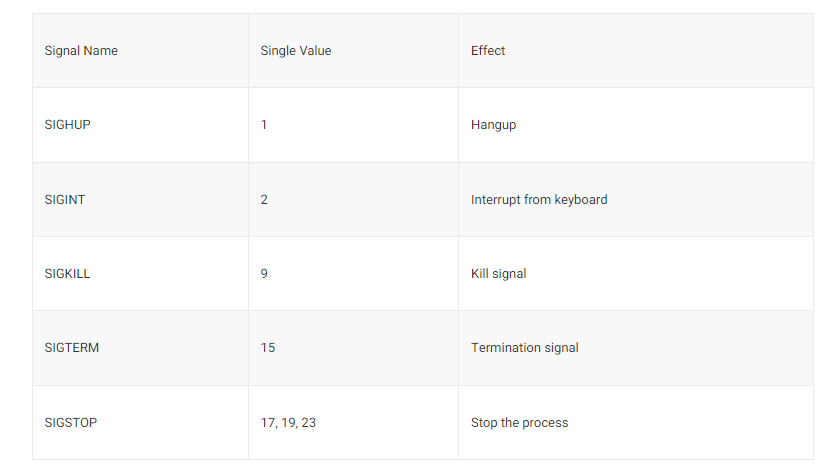 Signal Name Single Value Effect
SIGHUP 1 Hangup
SIGINT 2 Interrupt from keyboard
SIGKILL 9 Kill signal
SIGTERM 15 Termination signal
SIGSTOP 17, 19, 23 Stop the process